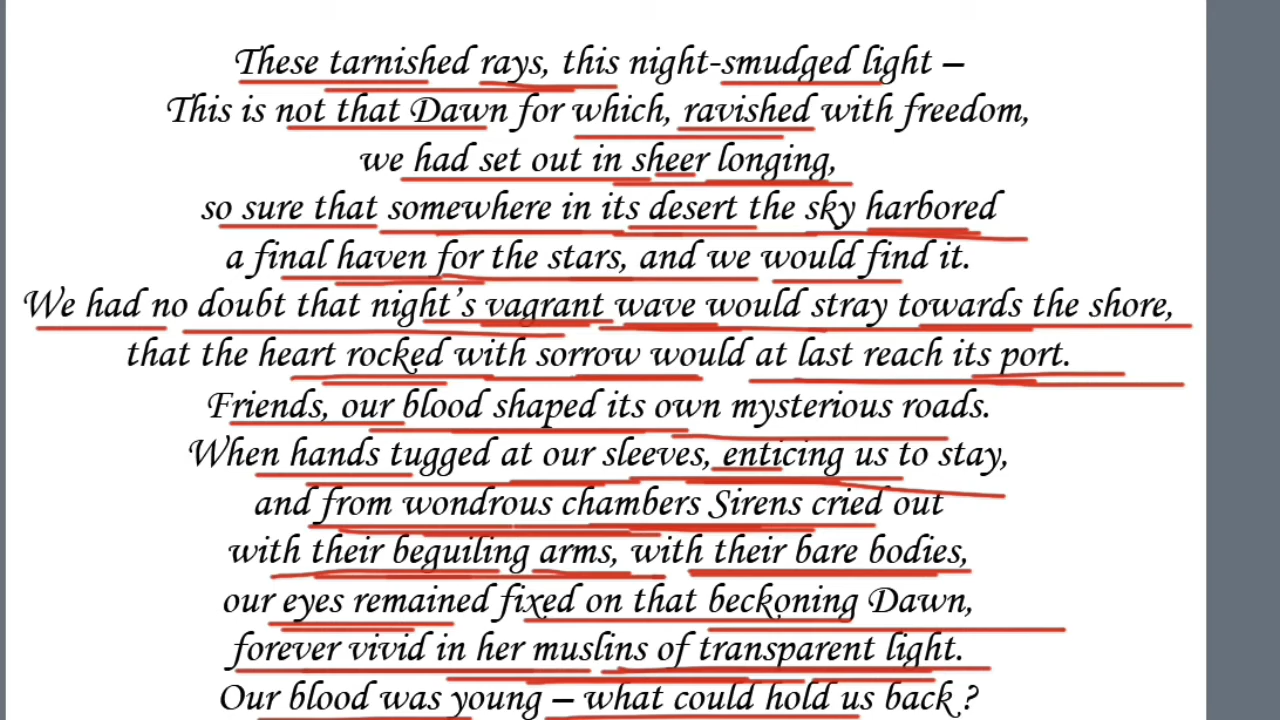 These tarnished rays, this night-smudged light –
This is not that Dawn for which, ravished with freedom,
we had set out in sheer longing,
so sure that somewhere in its desert the sky harbored
a final haven for the stars, and we would find it.
We had no doubt that night’s vagrant wave would stray towards the shore,
that the heart rocked with sorrow would at last reach its port.
Friends, our blood shaped its own mysterious roads.
When hands tugged at our sleeves, enticing us to stay,
and from wondrous chambers Sirens cried out
with their beguiling arms, with their bare bodies,
our eyes remained fixed on that beckoning Dawn,
forever vivid in her muslins of transparent light.
Our blood was young – what could hold us back ?